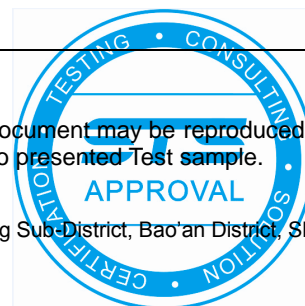 TESTING • CONSULTING • SOLUTION • CERTIFICATION •
ocument may be reproduced
o presented Test sample.
APPROVAL
g Sub-District, Bao'an District, S